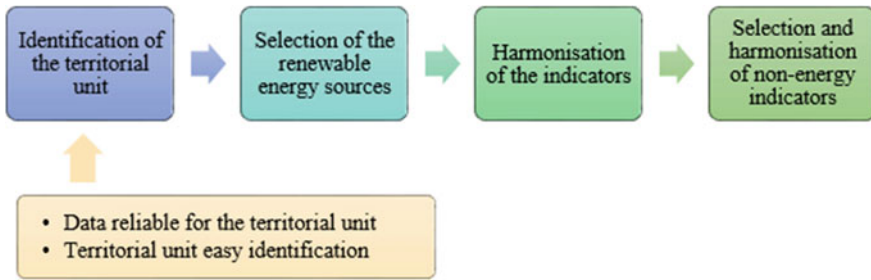 Identification of
the territorial
unit
Selection of the
renewable
energy sources
Harmonisation
of the indicators
Selection and
harmonisation
of non-energy
indicators
• Data reliable for the territorial unit
• Territorial unit easy identification